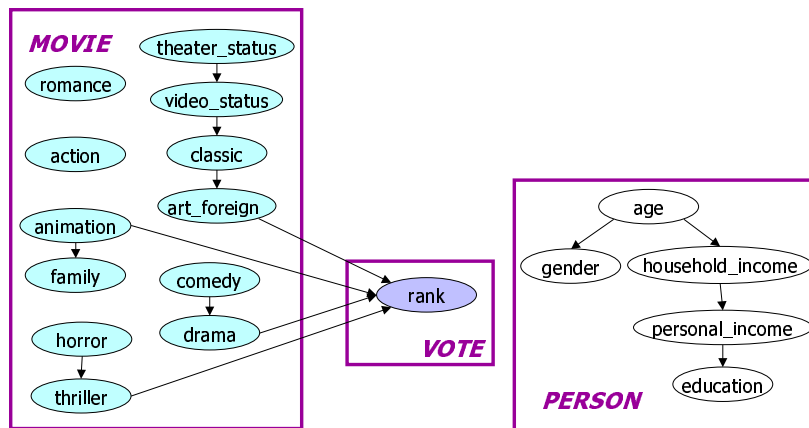 MOVIE
theater_status
romance
video_status
action
classic
art_foreign
animation
family
comedy
horror
drama
thriller
rank
VOTE
age
gender
household_income
personal_income
education
PERSON